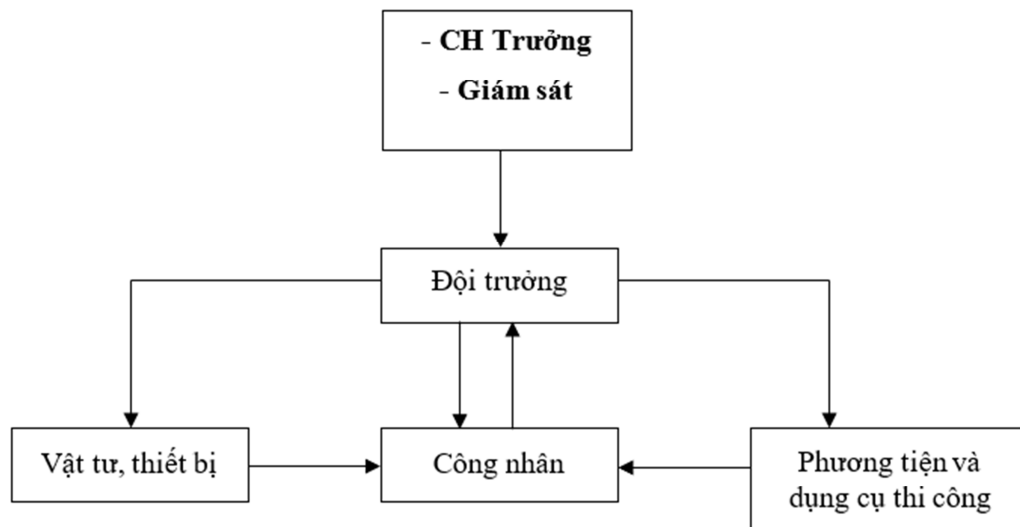 - CH Trưởng
- Giám sát
Đội trưởng
Vật tư, thiết bị
Công nhân
Phương tiện và
dụng cụ thi công